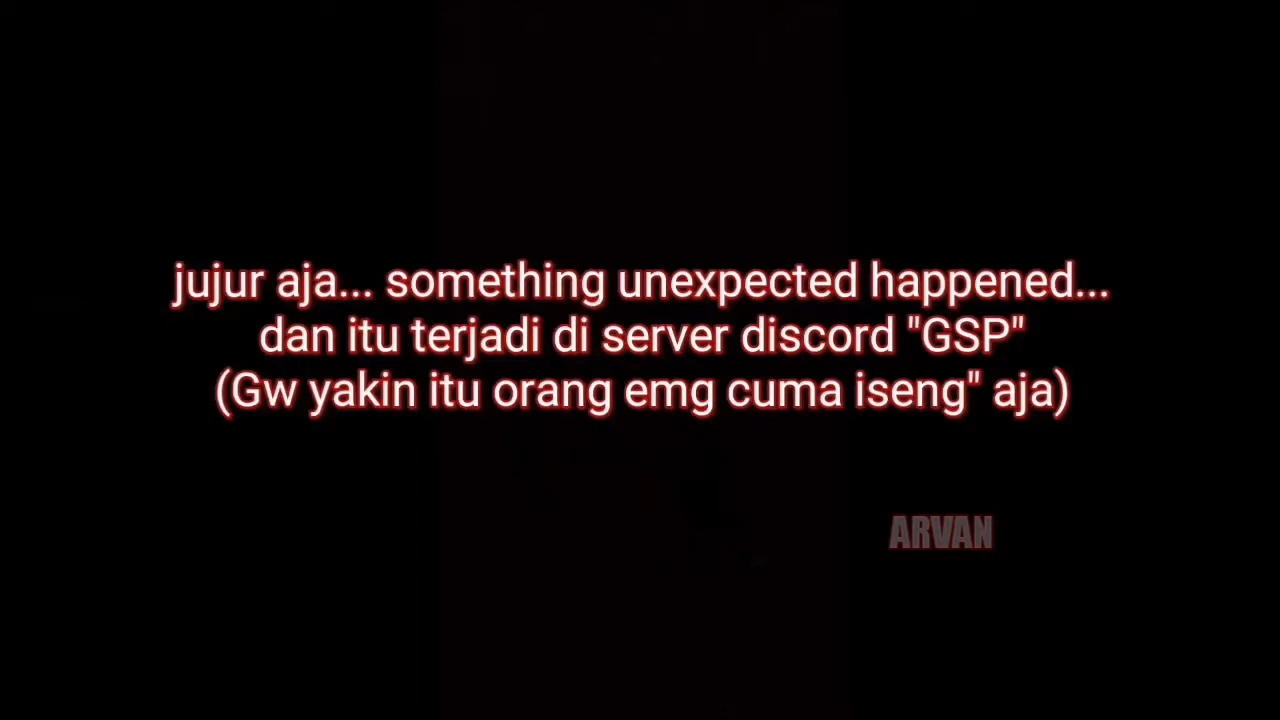 jujur aja... something unexpected happened...
dan itu terjadi di server discord "GSP"
(Gw yakin itu orang emg cuma iseng" aja)
ARVAN